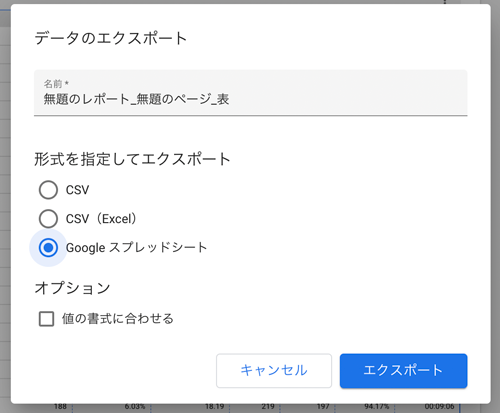 データのエクスポート
名前 *
無題のレポート_無題のページ_表
形式を指定してエクスポート
CSV
CSV（Excel）
Google スプレッドシート
オプション
値の書式に合わせる
キャンセル エクスポート
188 6.03% 18.19 219 197 94.17% 00:09:06